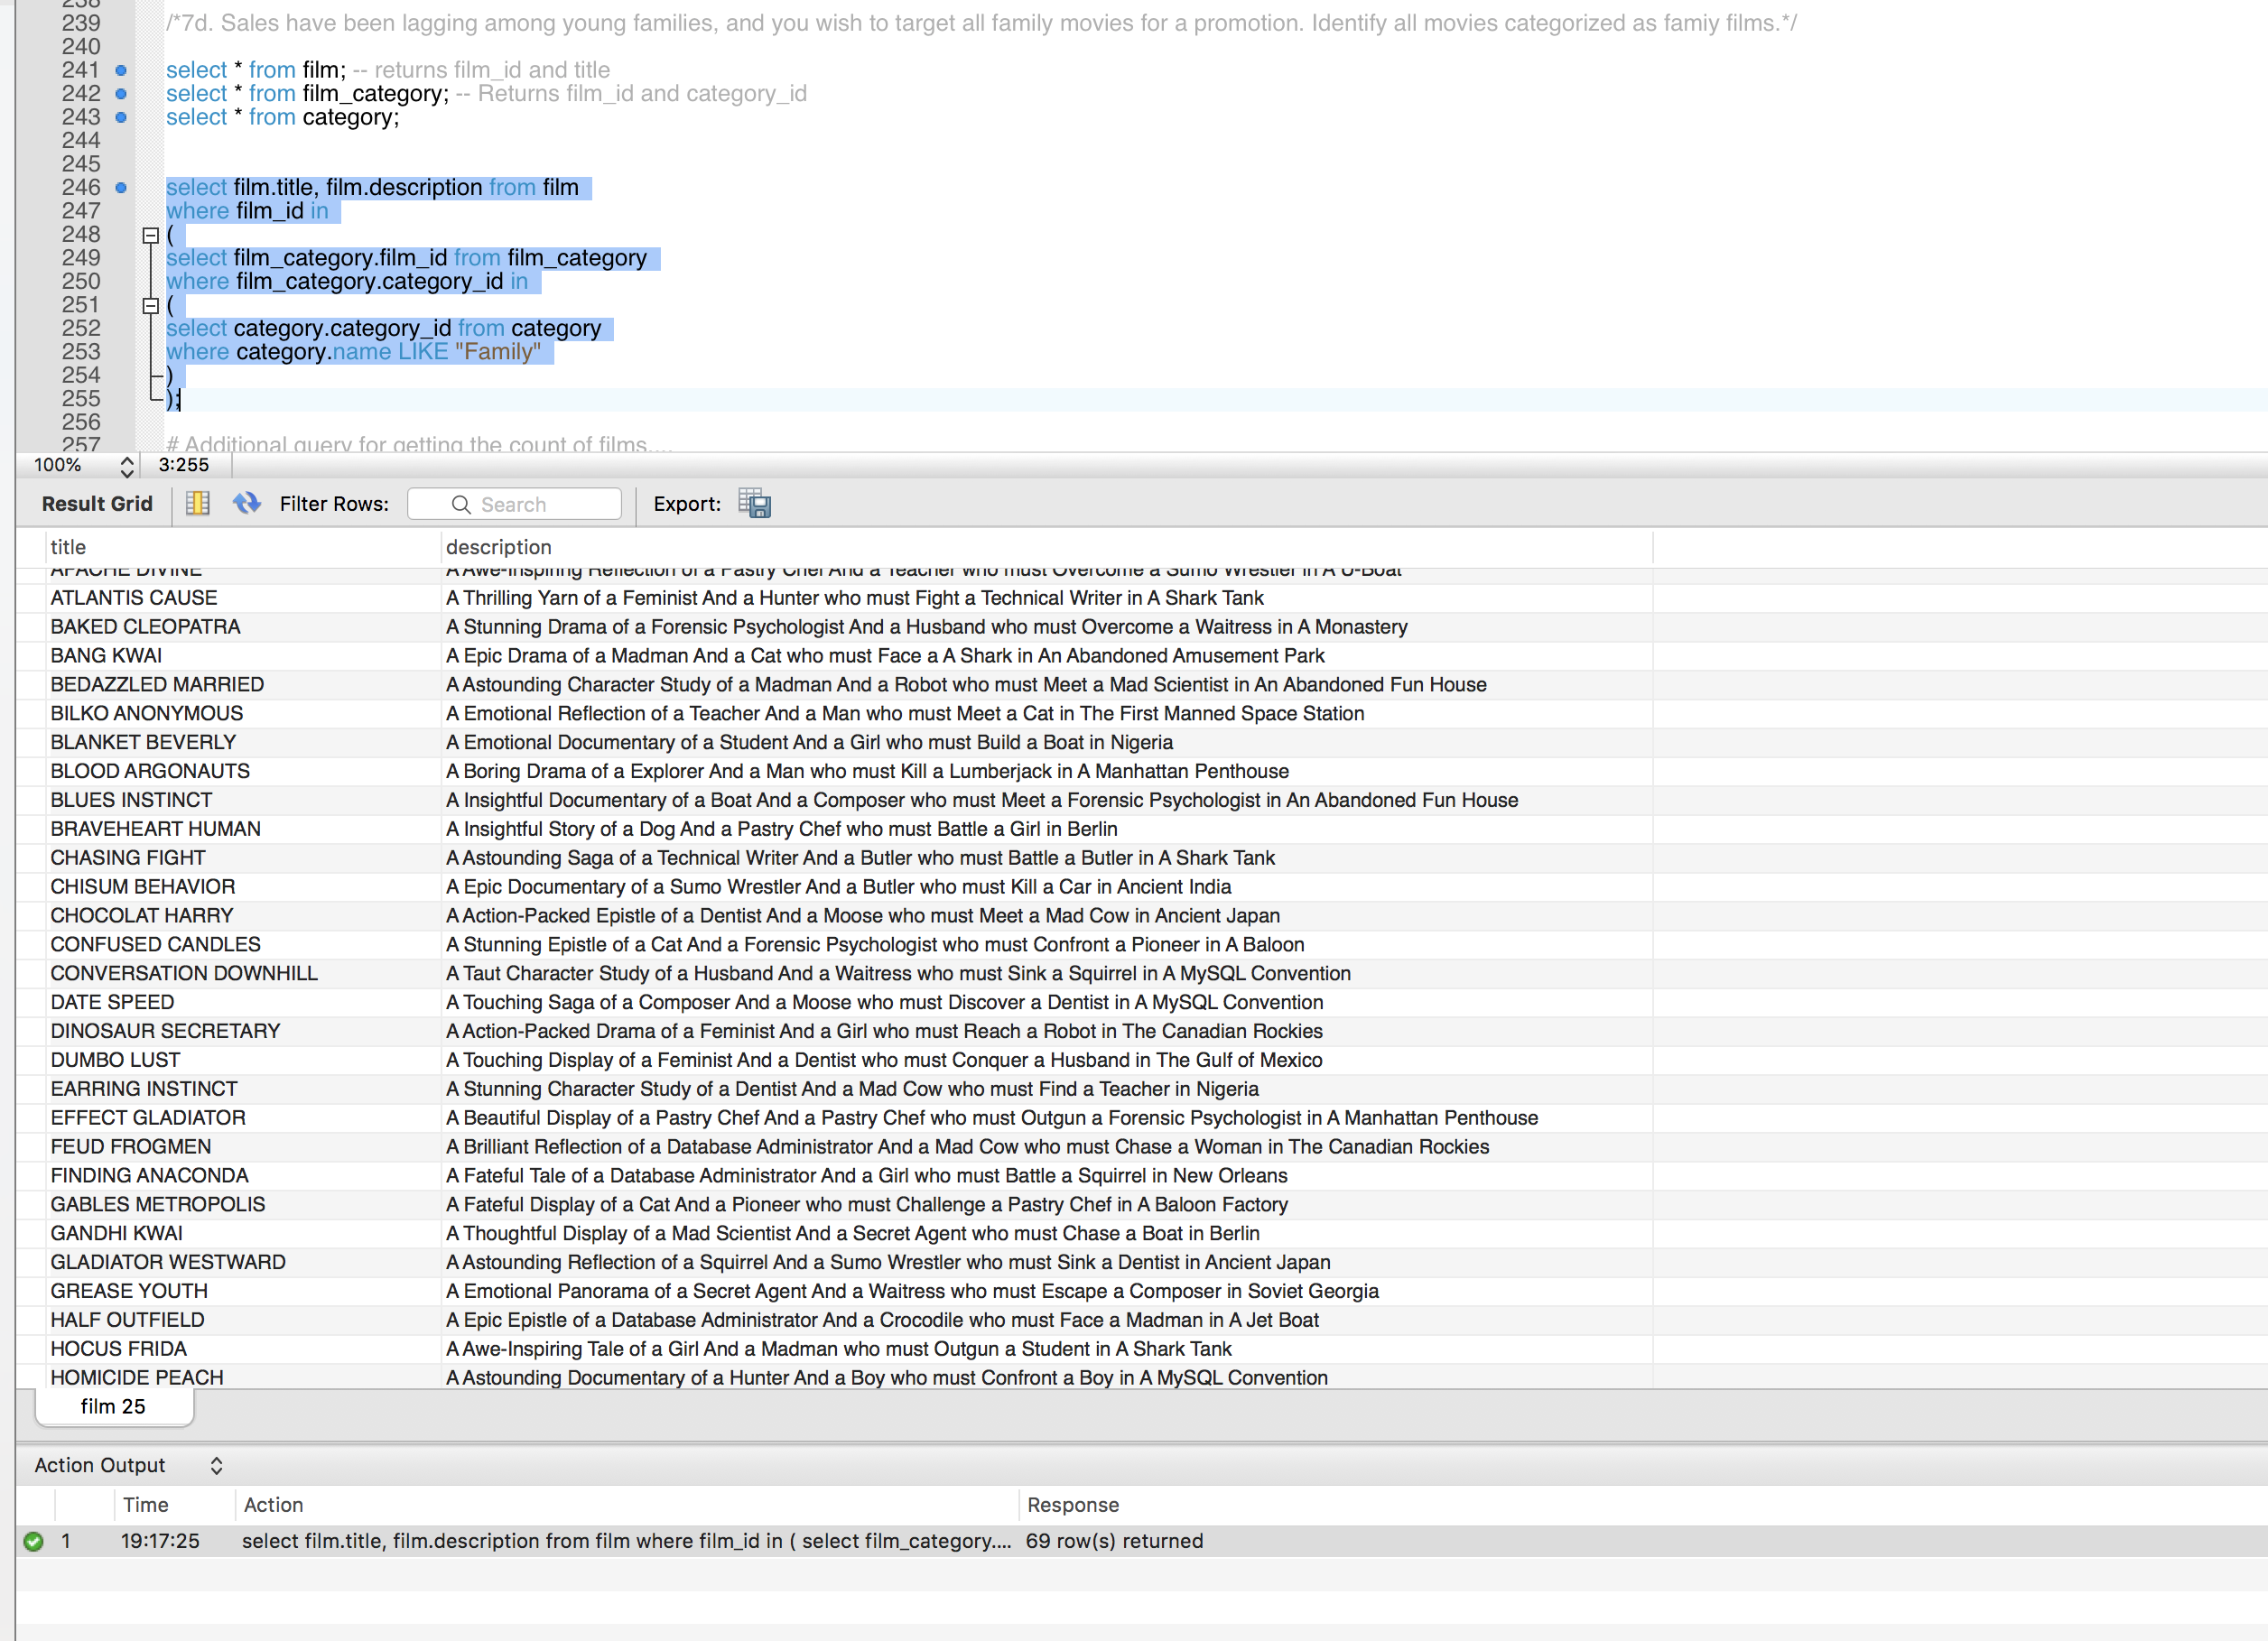 238
239 /*7d. Sales have been lagging among young families, and you wish to target all family movies for a promotion. Identify all movies categorized as famiy films.*/
240
241 select * from film; -- returns film_id and title
242 select * from film_category; -- Returns film_id and category_id
243 select * from category;
244
245
246 select film.title, film.description from film
247 where film_id in
248 (
249 select film_category.film_id from film_category
250 where film_category.category_id in
251 (
252 select category.category_id from category
253 where category.name LIKE "Family"
254 )
255 );
256
257 # Additional query for getting the count of films....
100% 3:255
Result Grid Filter Rows: Search Export:
title description
APACHE DIVINE A Awe-Inspiring Reflection of a Pastry Chef And a Teacher who must Overcome a Sumo Wrestler in A U-Boat
ATLANTIS CAUSE A Thrilling Yarn of a Feminist And a Hunter who must Fight a Technical Writer in A Shark Tank
BAKED CLEOPATRA A Stunning Drama of a Forensic Psychologist And a Husband who must Overcome a Waitress in A Monastery
BANG KWAI A Epic Drama of a Madman And a Cat who must Face a A Shark in An Abandoned Amusement Park
BEDAZZLED MARRIED A Astounding Character Study of a Madman And a Robot who must Meet a Mad Scientist in An Abandoned Fun House
BILKO ANONYMOUS A Emotional Reflection of a Teacher And a Man who must Meet a Cat in The First Manned Space Station
BLANKET BEVERLY A Emotional Documentary of a Student And a Girl who must Build a Boat in Nigeria
BLOOD ARGONAUTS A Boring Drama of a Explorer And a Man who must Kill a Lumberjack in A Manhattan Penthouse
BLUES INSTINCT A Insightful Documentary of a Boat And a Composer who must Meet a Forensic Psychologist in An Abandoned Fun House
BRAVEHEART HUMAN A Insightful Story of a Dog And a Pastry Chef who must Battle a Girl in Berlin
CHASING FIGHT A Astounding Saga of a Technical Writer And a Butler who must Battle a Butler in A Shark Tank
CHISUM BEHAVIOR A Epic Documentary of a Sumo Wrestler And a Butler who must Kill a Car in Ancient India
CHOCOLAT HARRY A Action-Packed Epistle of a Dentist And a Moose who must Meet a Mad Cow in Ancient Japan
CONFUSED CANDLES A Stunning Epistle of a Cat And a Forensic Psychologist who must Confront a Pioneer in A Baloon
CONVERSATION DOWNHILL A Taut Character Study of a Husband And a Waitress who must Sink a Squirrel in A MySQL Convention
DATE SPEED A Touching Saga of a Composer And a Moose who must Discover a Dentist in A MySQL Convention
DINOSAUR SECRETARY A Action-Packed Drama of a Feminist And a Girl who must Reach a Robot in The Canadian Rockies
DUMBO LUST A Touching Display of a Feminist And a Dentist who must Conquer a Husband in The Gulf of Mexico
EARRING INSTINCT A Stunning Character Study of a Dentist And a Mad Cow who must Find a Teacher in Nigeria
EFFECT GLADIATOR A Beautiful Display of a Pastry Chef And a Pastry Chef who must Outgun a Forensic Psychologist in A Manhattan Penthouse
FEUD FROGMEN A Brilliant Reflection of a Database Administrator And a Mad Cow who must Chase a Woman in The Canadian Rockies
FINDING ANACONDA A Fateful Tale of a Database Administrator And a Girl who must Battle a Squirrel in New Orleans
GABLES METROPOLIS A Fateful Display of a Cat And a Pioneer who must Challenge a Pastry Chef in A Baloon Factory
GANDHI KWAI A Thoughtful Display of a Mad Scientist And a Secret Agent who must Chase a Boat in Berlin
GLADIATOR WESTWARD A Astounding Reflection of a Squirrel And a Sumo Wrestler who must Sink a Dentist in Ancient Japan
GREASE YOUTH A Emotional Panorama of a Secret Agent And a Waitress who must Escape a Composer in Soviet Georgia
HALF OUTFIELD A Epic Epistle of a Database Administrator And a Crocodile who must Face a Madman in A Jet Boat
HOCUS FRIDA A Awe-Inspiring Tale of a Girl And a Madman who must Outgun a Student in A Shark Tank
HOMICIDE PEACH A Astounding Documentary of a Hunter And a Boy who must Confront a Boy in A MySQL Convention
film 25
Action Output
Time Action Response
1 19:17:25 select film.title, film.description from film where film_id in ( select film_category.... 69 row(s) returned